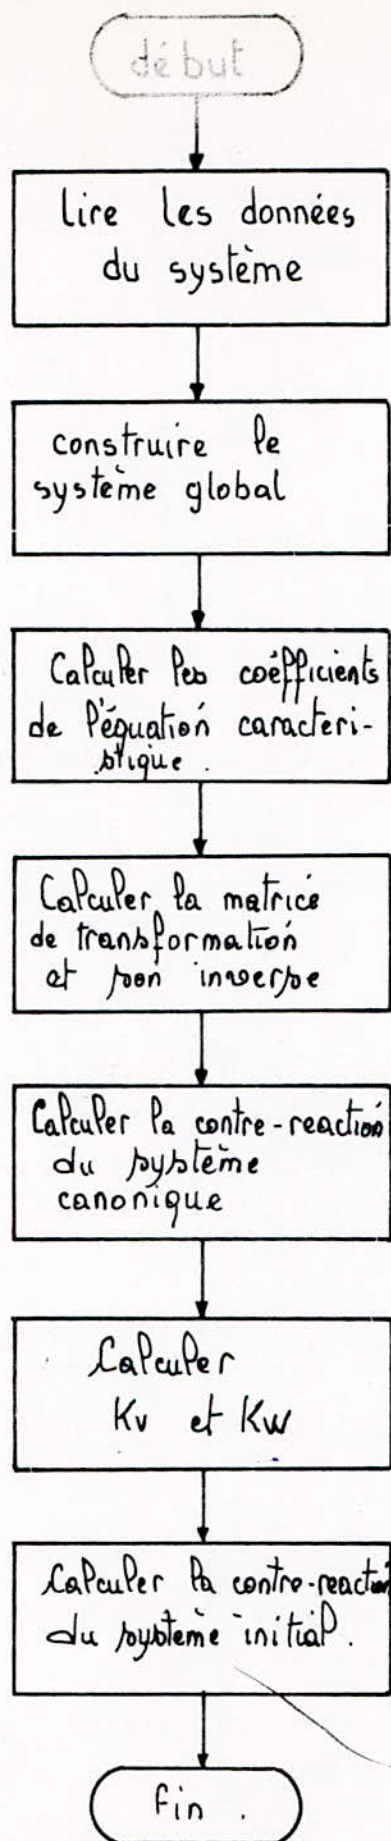 début
lire les données
du système
construire le
système global
Calculer les coéfficients
de l'équation caracteri-
stique.
Calculer la matrice
de transformation
et son inverse
Calculer la contre-reaction
du système
canonique
Calculer
Kv et Kw
Calculer la contre-reaction
du système initial.
fin.